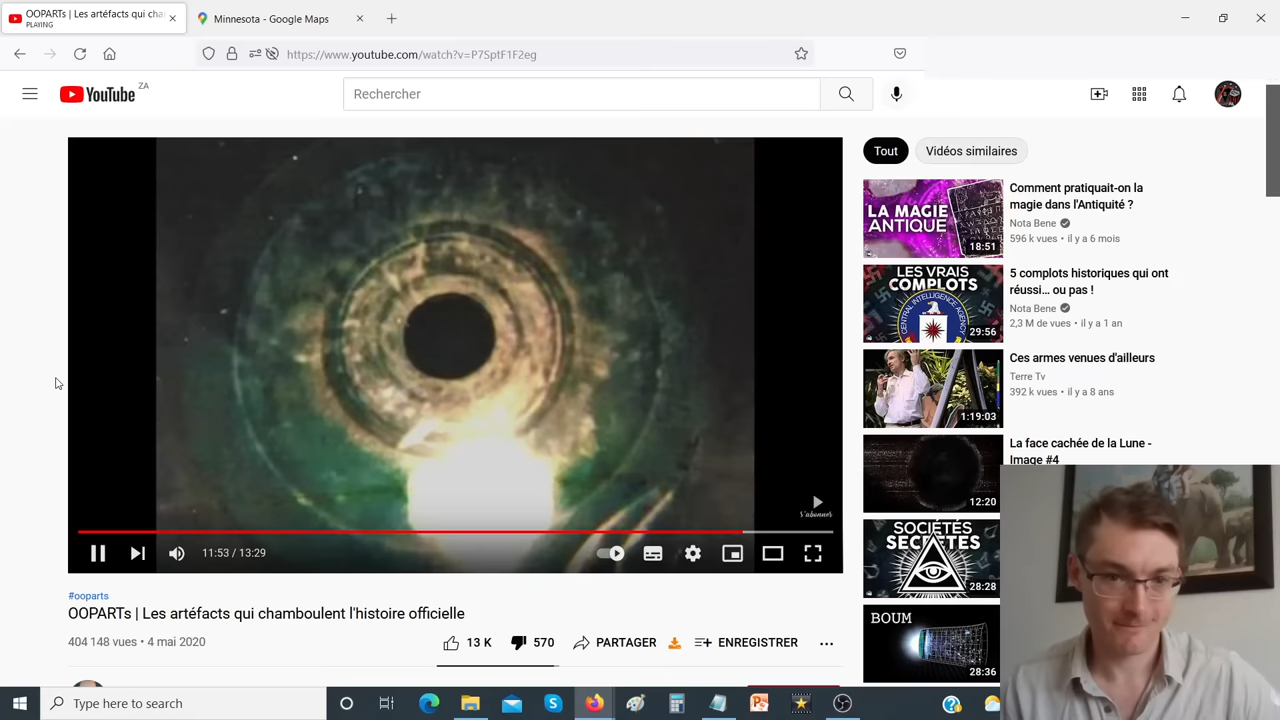 OOPARTs | Les artéfacts qui cha
PLAYING
Minnesota - Google Maps
https://www.youtube.com/watch?v=P7SptF1F2eg
YouTube ZA
Rechercher
Tout
Vidéos similaires
LA MAGIE
ANTIQUE
18:51
Comment pratiquait-on la
magie dans l'Antiquité ?
Nota Bene
596 k vues • il y a 6 mois
LES VRAIS
COMPLOTS
CENTRAL INTELLIGENCE AGENCY
29:56
5 complots historiques qui ont
réussi... ou pas !
Nota Bene
2,3 M de vues • il y a 1 an
1:19:03
Ces armes venues d'ailleurs
Terre Tv
392 k vues • il y a 8 ans
12:20
La face cachée de la Lune -
Image #4
SOCIÉTÉS
SECRÈTES
28:28
BOUM
28:36
s'abonner
11:53 / 13:29
#ooparts
OOPARTs | Les artéfacts qui chamboulent l'histoire officielle
404 148 vues • 4 mai 2020
13 K
570
PARTAGER
ENREGISTRER
Type here to search